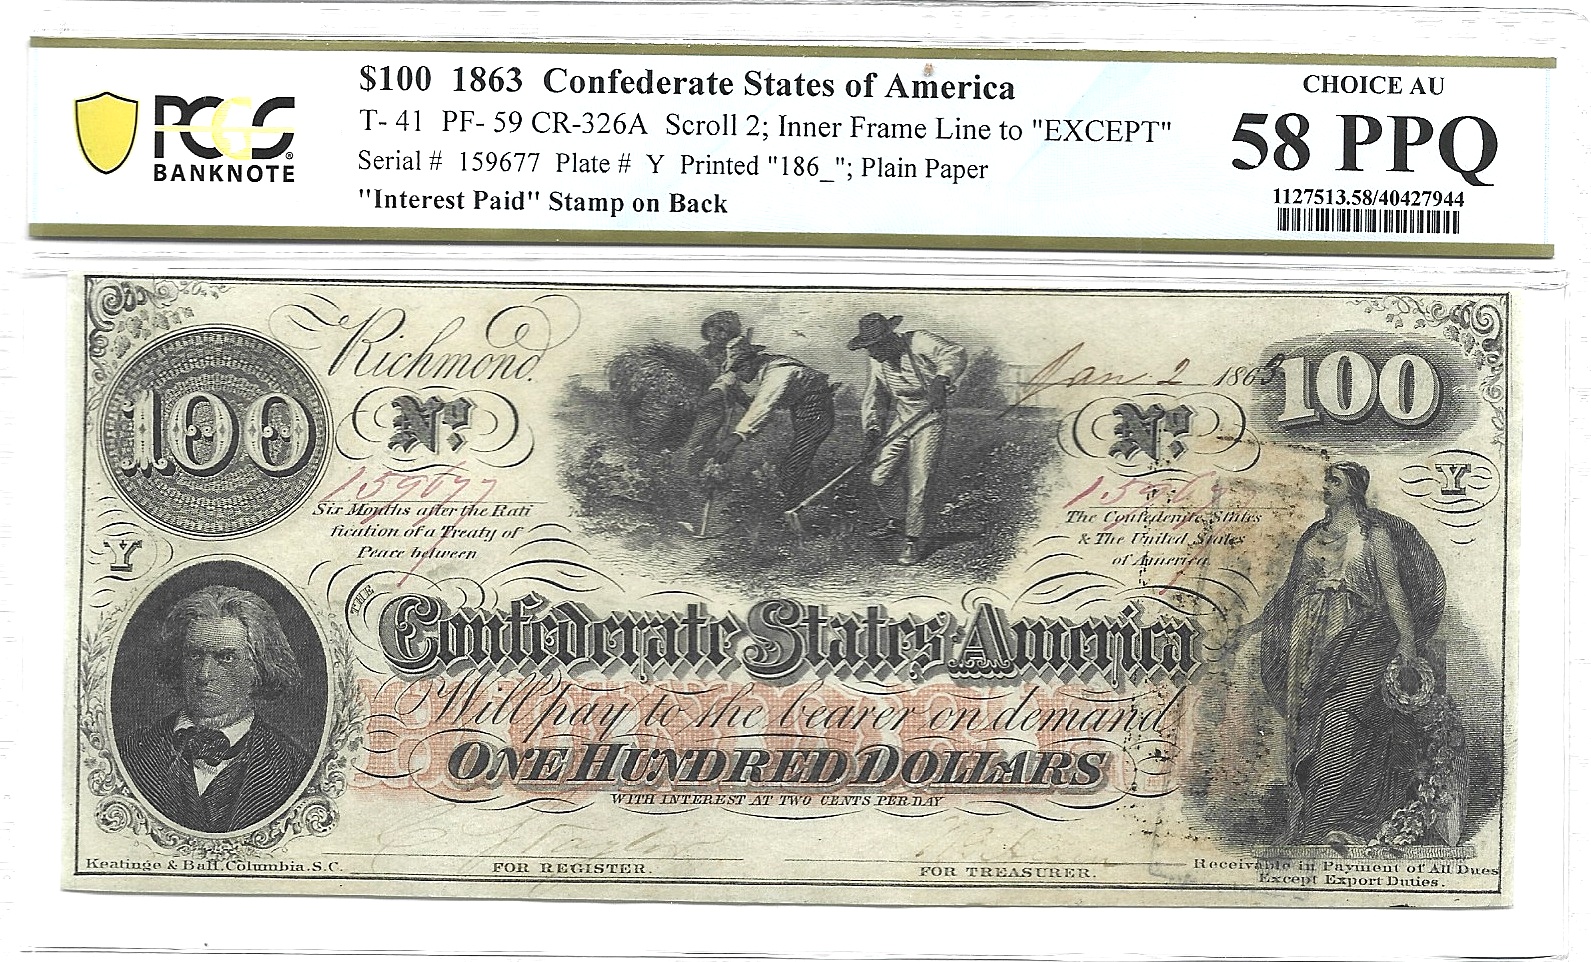 PCGS
BANKNOTE
$100 1863 Confederate States of America
T- 41 PF- 59 CR-326A Scroll 2; Inner Frame Line to "EXCEPT"
Serial # 159677 Plate # Y Printed "186_"; Plain Paper
"Interest Paid" Stamp on Back
CHOICE AU
58 PPQ
1127513.58/40427944
Richmond.
Jan. 2 1863
100
100
No.
No.
159677
159677
Six Months after the Rati
fication of a Treaty of
Peace between
The Confederate States
& The United States
of America
Y
Y
THE
Confederate States America
Will pay to the bearer on demand
ONE HUNDRED DOLLARS
WITH INTEREST AT TWO CENTS PER DAY
Keatinge & Ball, Columbia, S.C.
FOR REGISTER.
FOR TREASURER.
Receivable in Payment of All Dues
Except Export Duties.